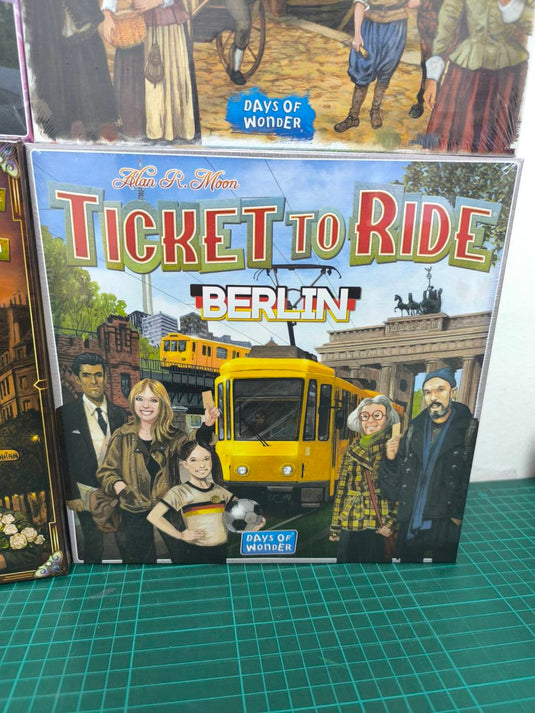 DAYS OF
WONDER
Alan R. Moon
TICKET TO RIDE
BERLIN
DAYS OF
WONDER